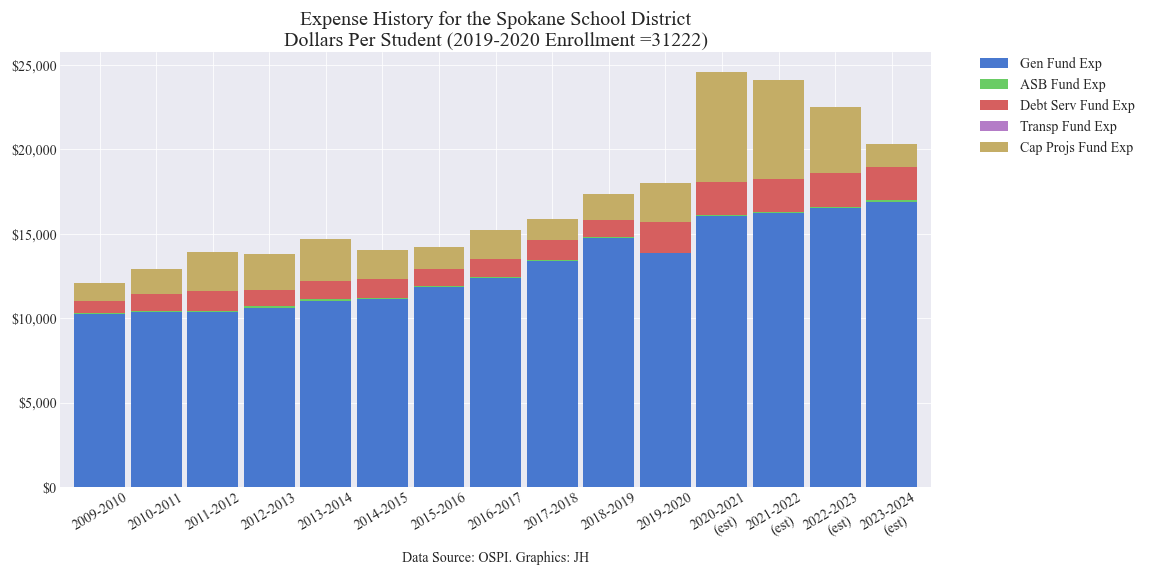 Expense History for the Spokane School District
Dollars Per Student (2019-2020 Enrollment =31222)
$25,000
$20,000
$15,000
$10,000
$5,000
$0
Gen Fund Exp
ASB Fund Exp
Debt Serv Fund Exp
Transp Fund Exp
Cap Projs Fund Exp
2009-2010
2010-2011
2011-2012
2012-2013
2013-2014
2014-2015
2015-2016
2016-2017
2017-2018
2018-2019
2019-2020
2020-2021
(est)
2021-2022
(est)
2022-2023
(est)
2023-2024
(est)
Data Source: OSPI. Graphics: JH